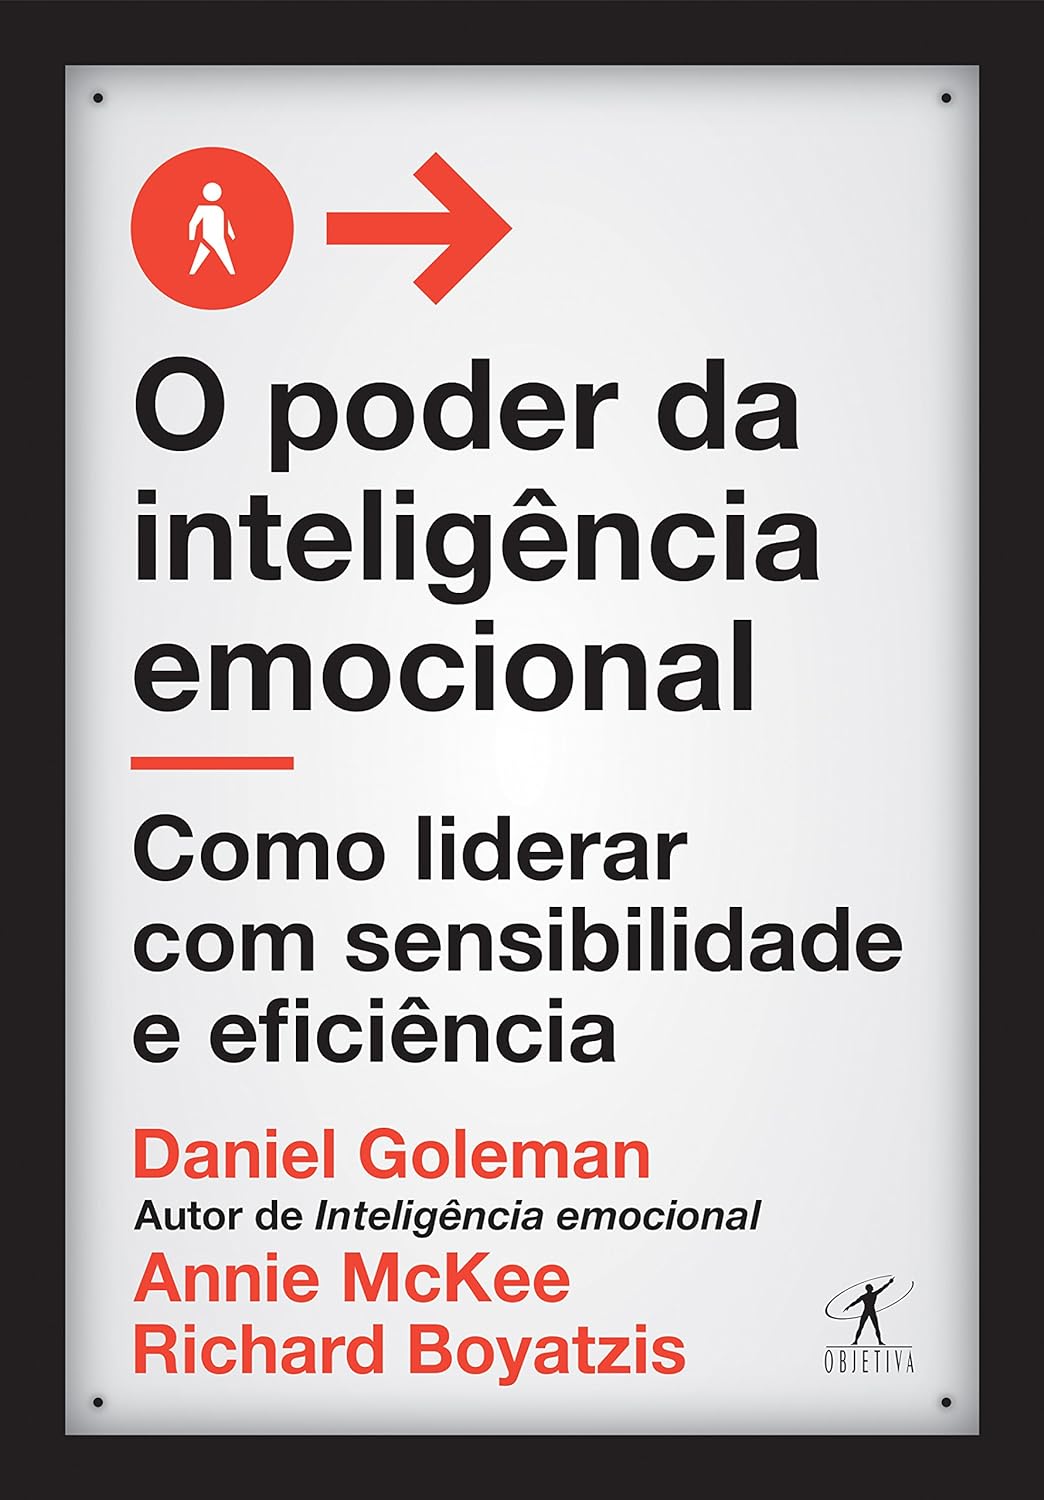 O poder da
inteligência
emocional
Como liderar
com sensibilidade
e eficiência
Daniel Goleman
Autor de Inteligência emocional
Annie McKee
Richard Boyatzis
OBJETIVA